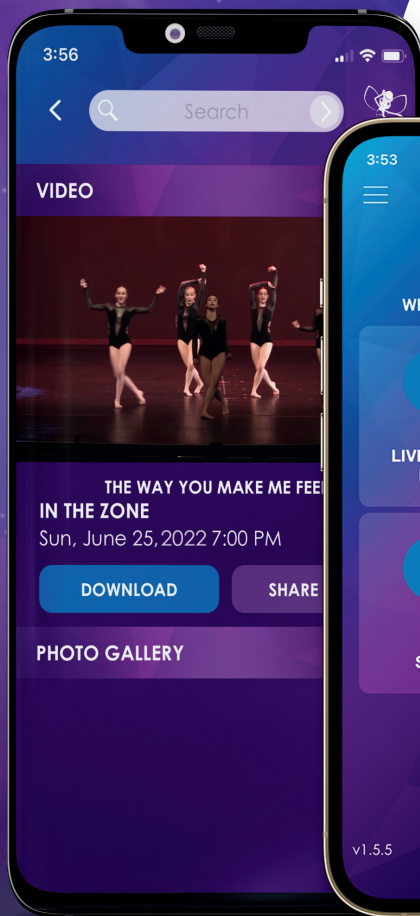 3:56
Search
VIDEO
THE WAY YOU MAKE ME FEE
IN THE ZONE
Sun, June 25, 2022 7:00 PM
DOWNLOAD
SHARE
PHOTO GALLERY
3:53
v1.5.5